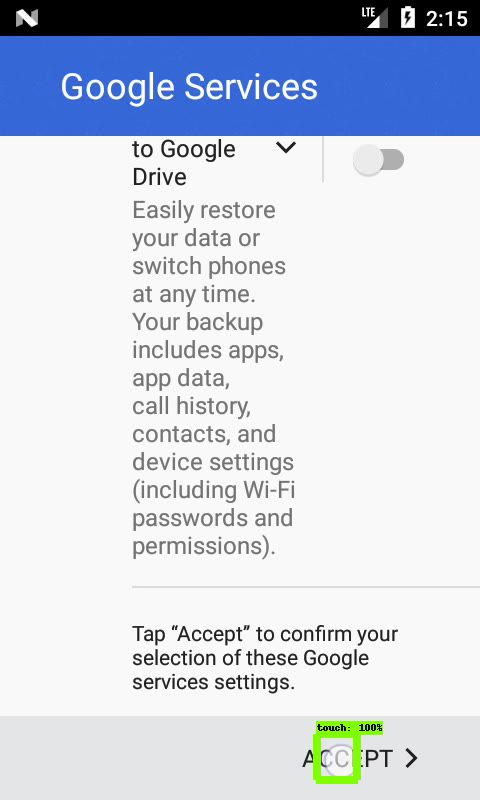 LTE 2:15
Google Services
to Google
Drive
Easily restore
your data or
switch phones
at any time.
Your backup
includes apps,
app data,
call history,
contacts, and
device settings
(including Wi-Fi
passwords and
permissions).
Tap “Accept” to confirm your
selection of these Google
services settings.
touch: 100%
ACCEPT